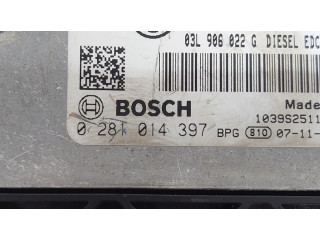 03L 906 022 G DIESEL EDC
BOSCH
Made
1039S2511
0 281 014 397 BPG 810 07-11-